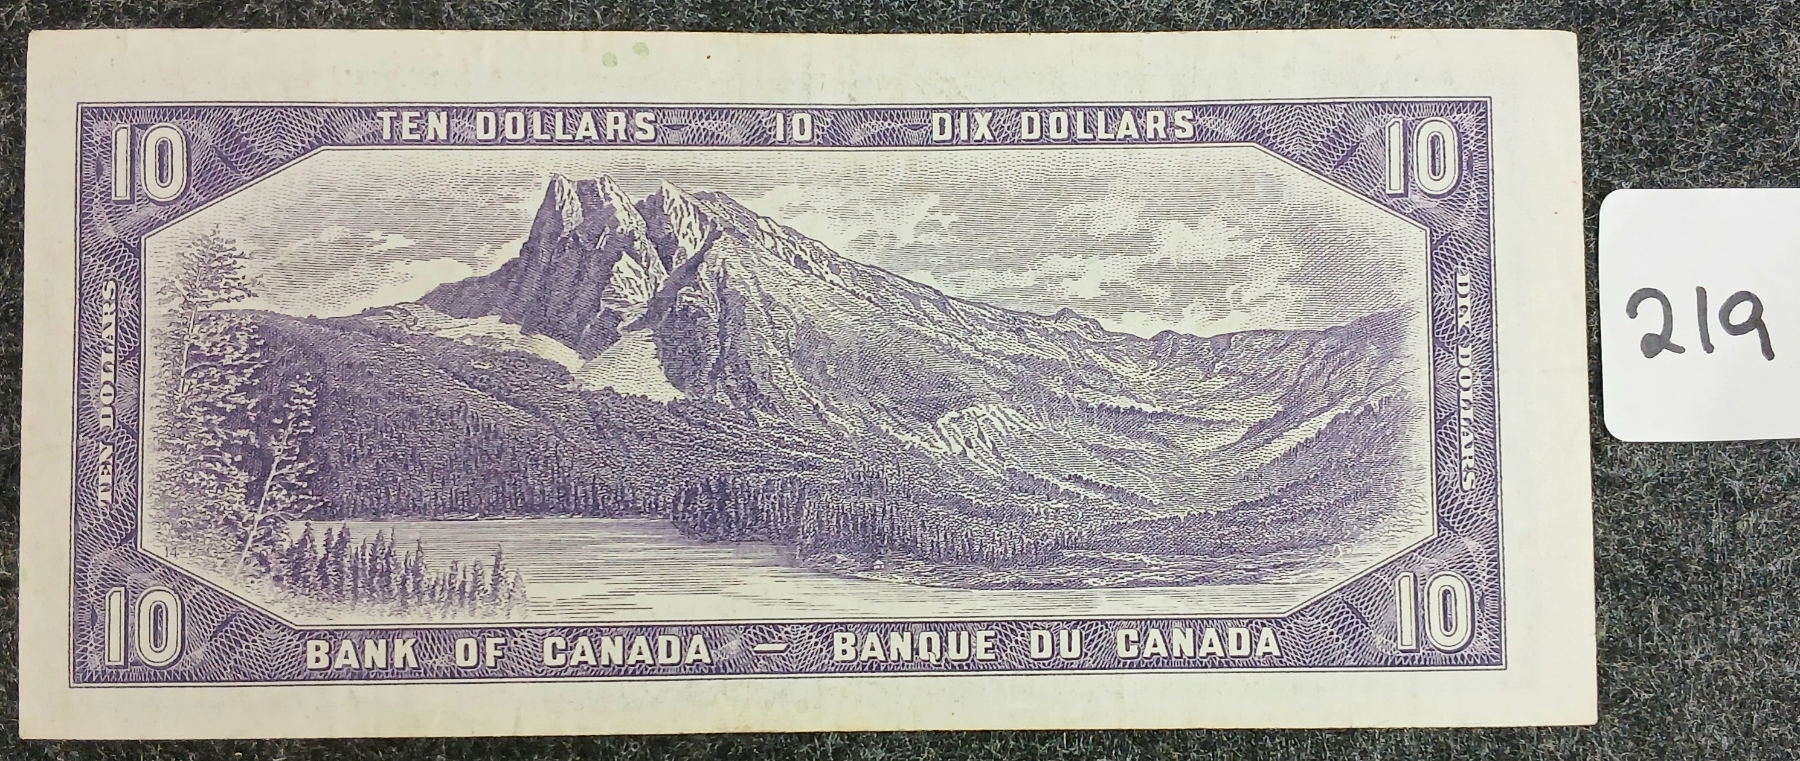 10 TEN DOLLARS 10 DIX DOLLARS 10
TEN DOLLARS
DIX DOLLARS
219
14
10 BANK OF CANADA — BANQUE DU CANADA 10